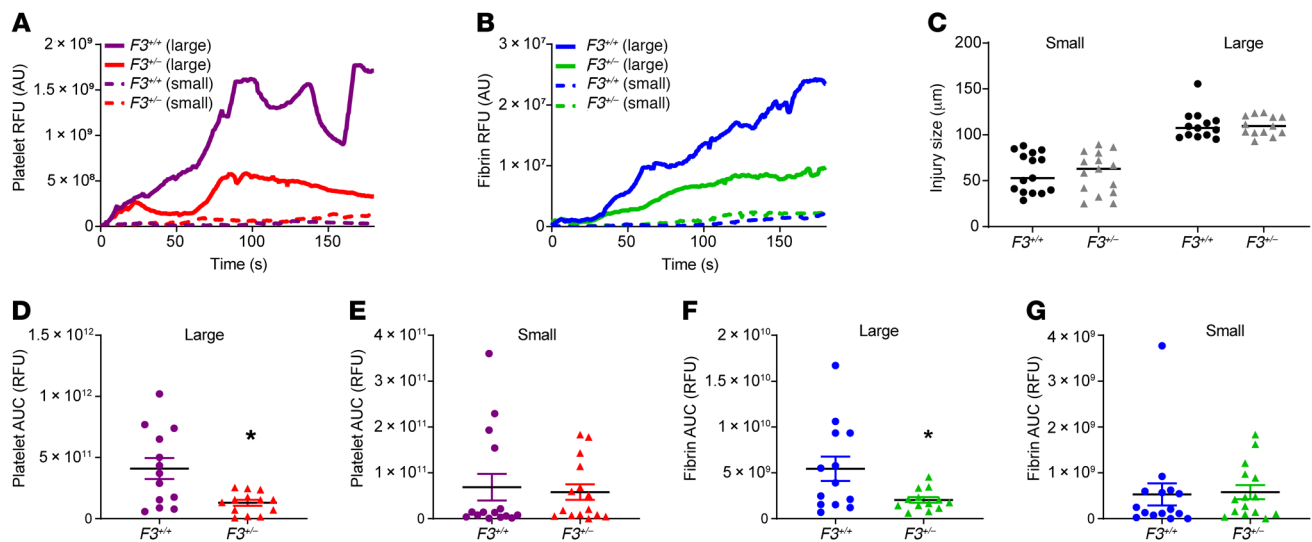 A
Platelet RFU (AU)
2 × 10⁹
1.5 × 10⁹
1 × 10⁹
5 × 10⁸
0
F3+/+ (large)
F3+/– (large)
F3+/+ (small)
F3+/– (small)
0 50 100 150
Time (s)
B
Fibrin RFU (AU)
3 × 10⁷
2 × 10⁷
1 × 10⁷
0
F3+/+ (large)
F3+/– (large)
F3+/+ (small)
F3+/– (small)
0 50 100 150
Time (s)
C
Injury size (μm)
200
150
100
50
0
Small Large
F3+/+ F3+/– F3+/+ F3+/–
D
Large
Platelet AUC (RFU)
1.5 × 10¹²
1 × 10¹²
5 × 10¹¹
0
*
F3+/+ F3+/–
E
Small
Platelet AUC (RFU)
4 × 10¹¹
3 × 10¹¹
2 × 10¹¹
1 × 10¹¹
0
F3+/+ F3+/–
F
Large
Fibrin AUC (RFU)
2 × 10¹⁰
1.5 × 10¹⁰
1 × 10¹⁰
5 × 10⁹
0
*
F3+/+ F3+/–
G
Small
Fibrin AUC (RFU)
4 × 10⁹
3 × 10⁹
2 × 10⁹
1 × 10⁹
0
F3+/+ F3+/–